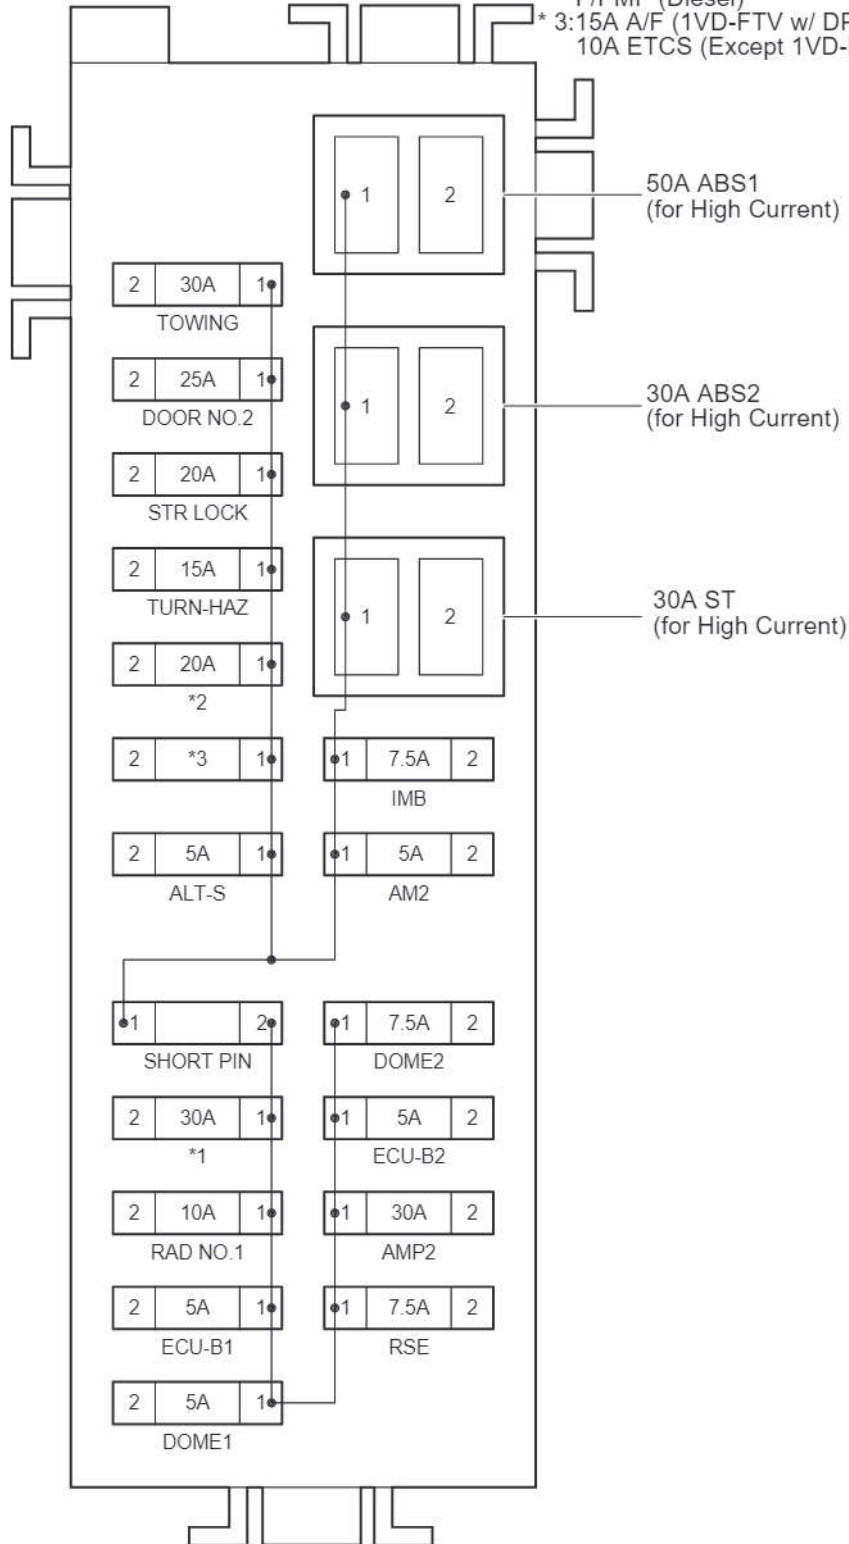 F/PMP (Diesel)
* 3:15A A/F (1VD-FTV w/
10A ETCS (Except
1 2
50A ABS1
(for High Current)
2 30A 1
TOWING
1 2
30A ABS2
(for High Current)
2 25A 1
DOOR NO.2
2 20A 1
STR LOCK
1 2
30A ST
(for High Current)
2 15A 1
TURN-HAZ
2 20A 1
*2
2 *3 1
1 7.5A 2
IMB
2 5A 1
ALT-S
1 5A 2
AM2
1 2
SHORT PIN
1 7.5A 2
DOME2
2 30A 1
*1
1 5A 2
ECU-B2
2 10A 1
RAD NO.1
1 30A 2
AMP2
2 5A 1
ECU-B1
1 7.5A 2
RSE
2 5A 1
DOME1